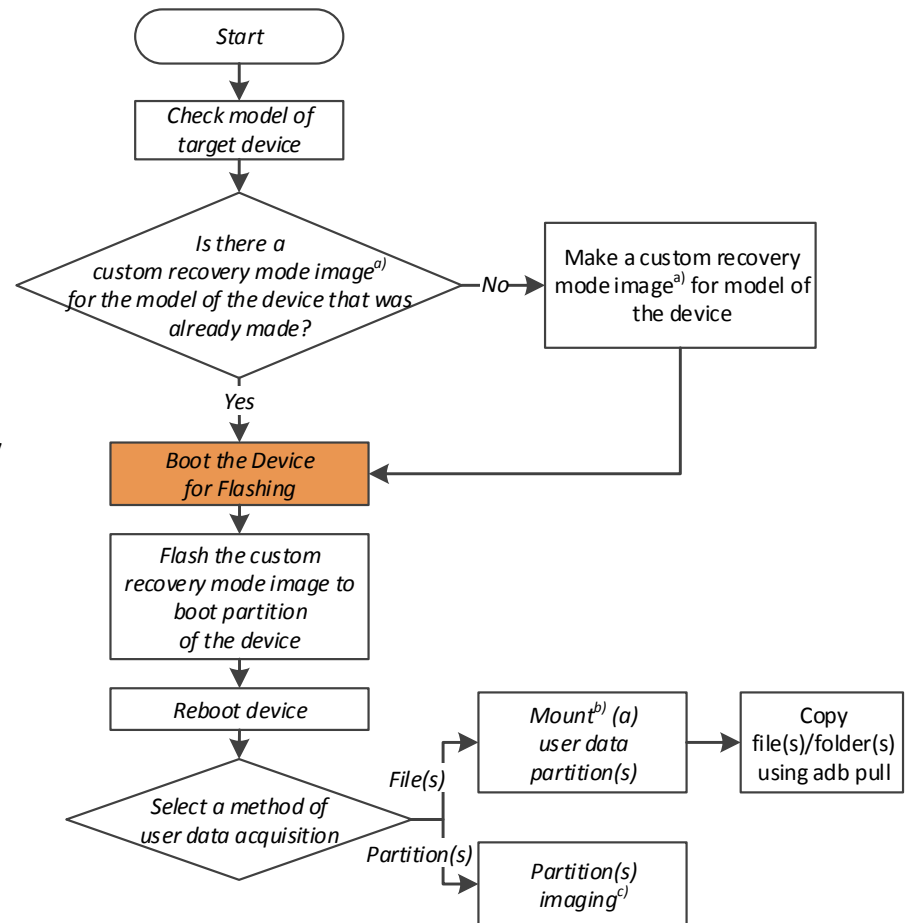 Start
Check model of
target device
Is there a
custom recovery mode image a)
for the model of the device that was
already made?
No
Make a custom recovery
mode image a) for model of
the device
Yes
Boot the Device
for Flashing
Flash the custom
recovery mode image to
boot partition
of the device
Reboot device
Select a method of
user data acquisition
File(s)
Mount b) (a)
user data
partition(s)
Copy
file(s)/folder(s)
using adb pull
Partition(s)
Partition(s)
imaging c)